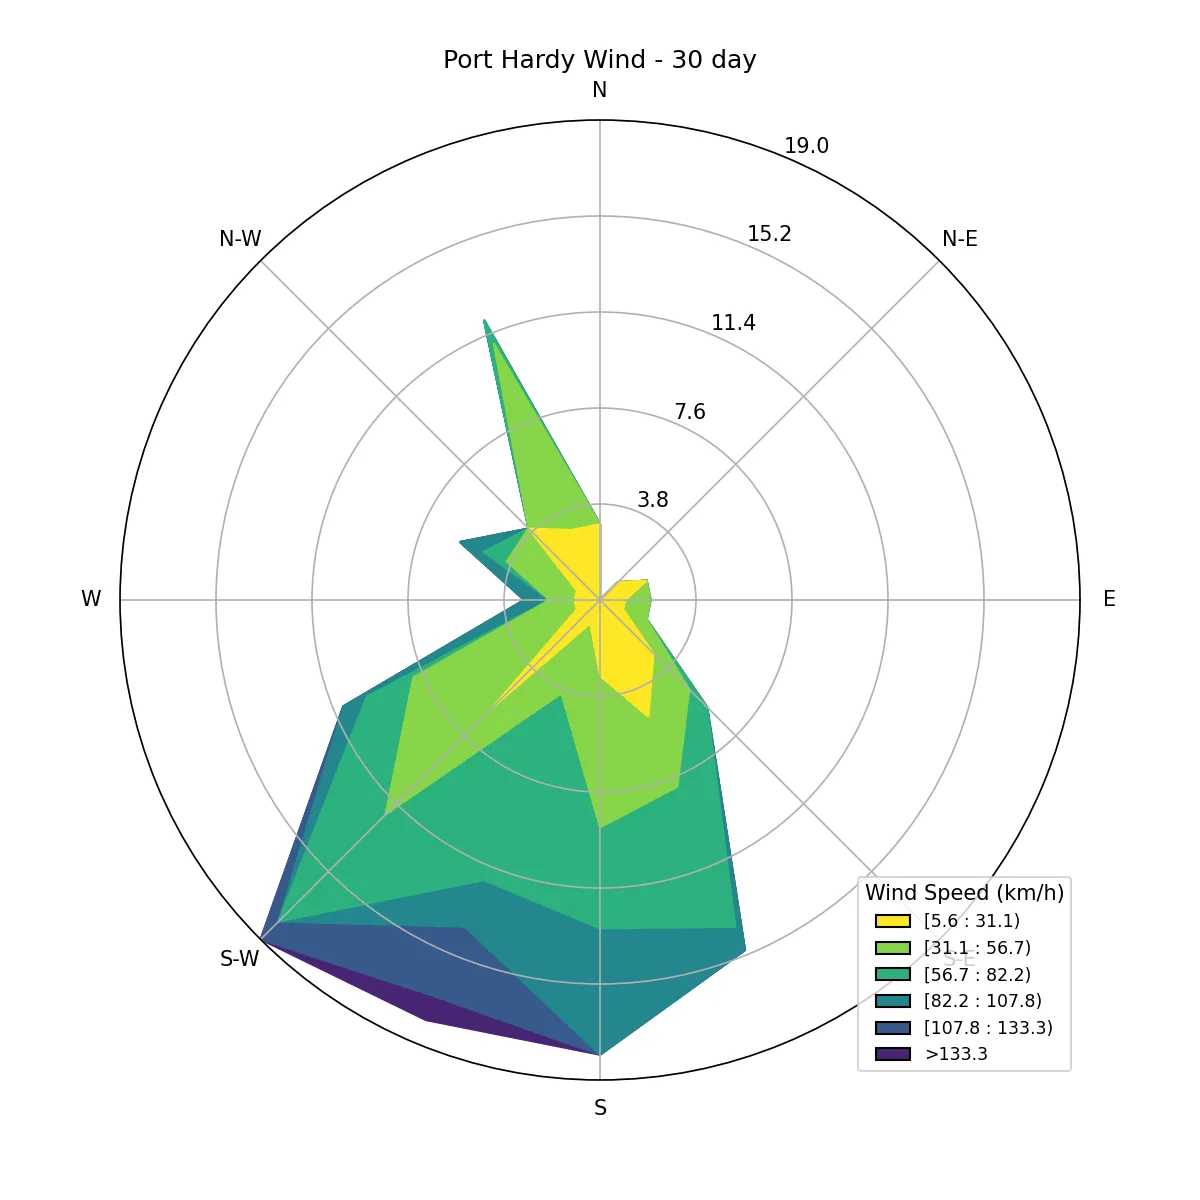 Port Hardy Wind - 30 day
N
19.0
15.2
N-W
N-E
11.4
7.6
3.8
W
E
Wind Speed (km/h)
[5.6 : 31.1)
[31.1 : 56.7)
S-W
S-E
[56.7 : 82.2)
[82.2 : 107.8)
[107.8 : 133.3)
>133.3
S